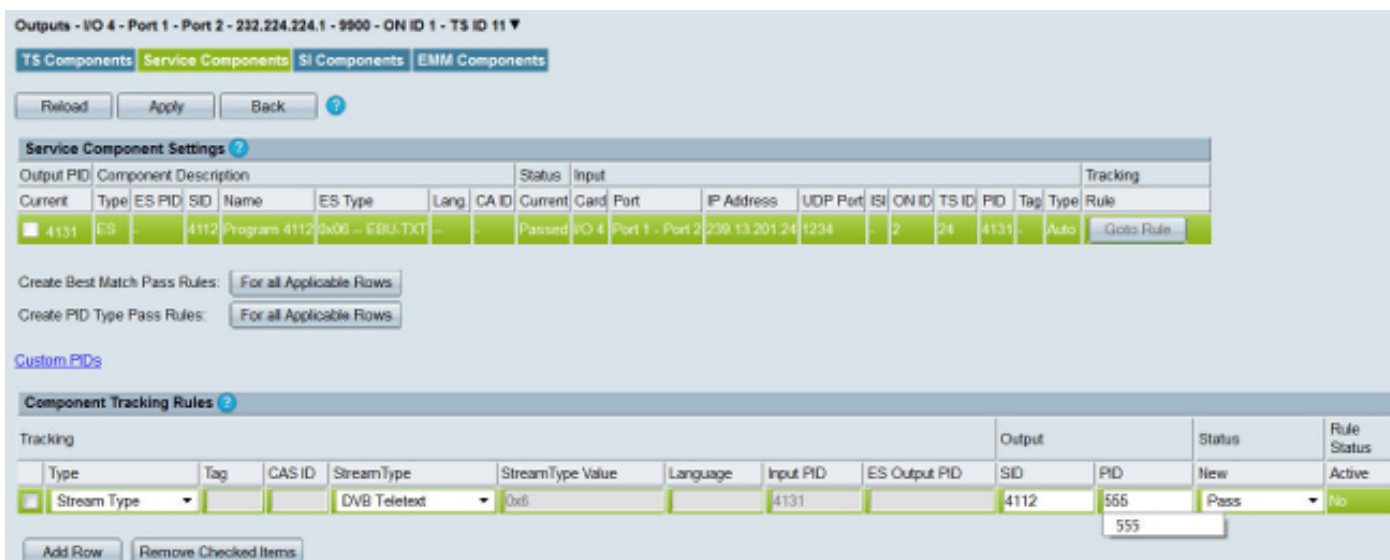 Outputs - I/O 4 - Port 1 - Port 2 - 232.224.224.1 - 9900 - ON ID 1 - TS ID 11 ▼
TS Components Service Components SI Components EMM Components
Reload Apply Back ?
Service Component Settings ?
Output PID Component Description Status Input Tracking
Current Type ES PID SID Name ES Type Lang. CA ID Current Card Port IP Address UDP Port ISI ON ID TS ID PID Tag Type Rule
4131 ES - 4112 Program 4112 0x06 -- EBU-TXT -- - Passed I/O 4 Port 1 - Port 2 239.13.201.24 1234 - 2 24 4131 - Auto Goto Rule
Create Best Match Pass Rules: For all Applicable Rows
Create PID Type Pass Rules: For all Applicable Rows
Custom PIDs
Component Tracking Rules ?
Tracking Output Status Rule Status
Type Tag CAS ID StreamType StreamType Value Language Input PID ES Output PID SID PID New Active
Stream Type DVB Teletext 0x6 4131 4112 555 Pass No
555
Add Row Remove Checked Items